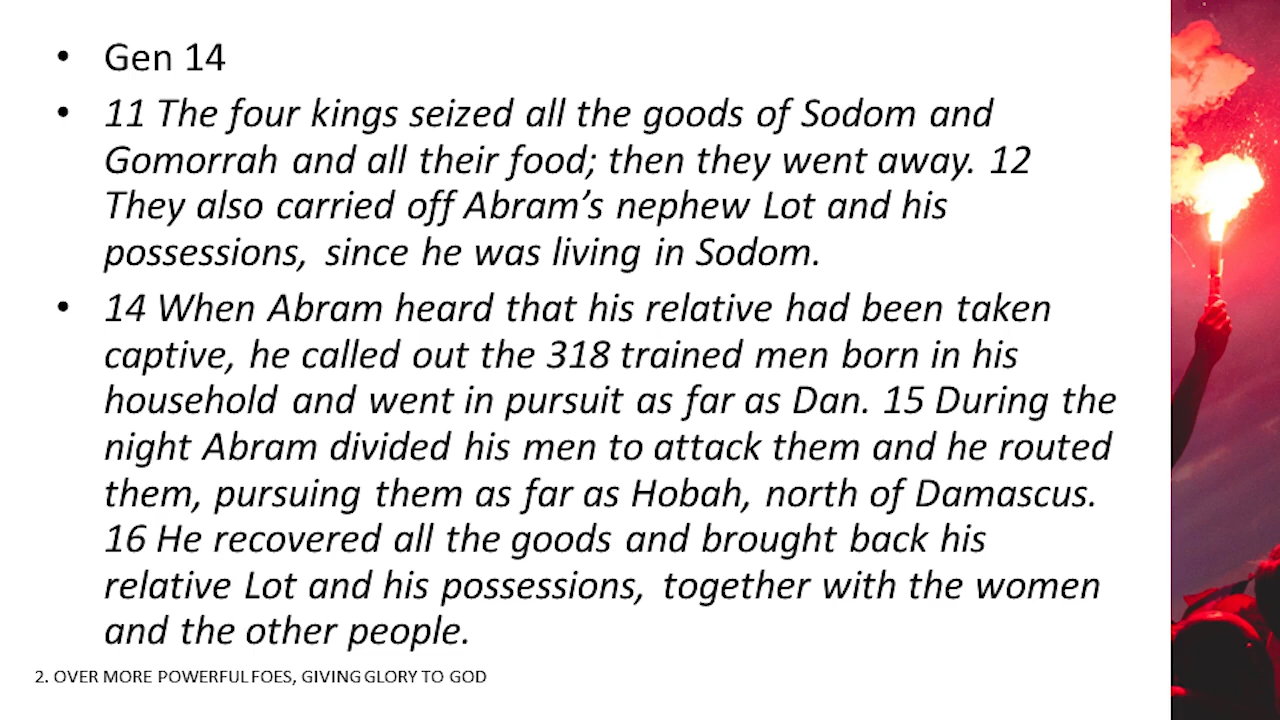 • Gen 14
• 11 The four kings seized all the goods of Sodom and
Gomorrah and all their food; then they went away. 12
They also carried off Abram’s nephew Lot and his
possessions, since he was living in Sodom.
• 14 When Abram heard that his relative had been taken
captive, he called out the 318 trained men born in his
household and went in pursuit as far as Dan. 15 During the
night Abram divided his men to attack them and he routed
them, pursuing them as far as Hobah, north of Damascus.
16 He recovered all the goods and brought back his
relative Lot and his possessions, together with the women
and the other people.
2. OVER MORE POWERFUL FOES, GIVING GLORY TO GOD